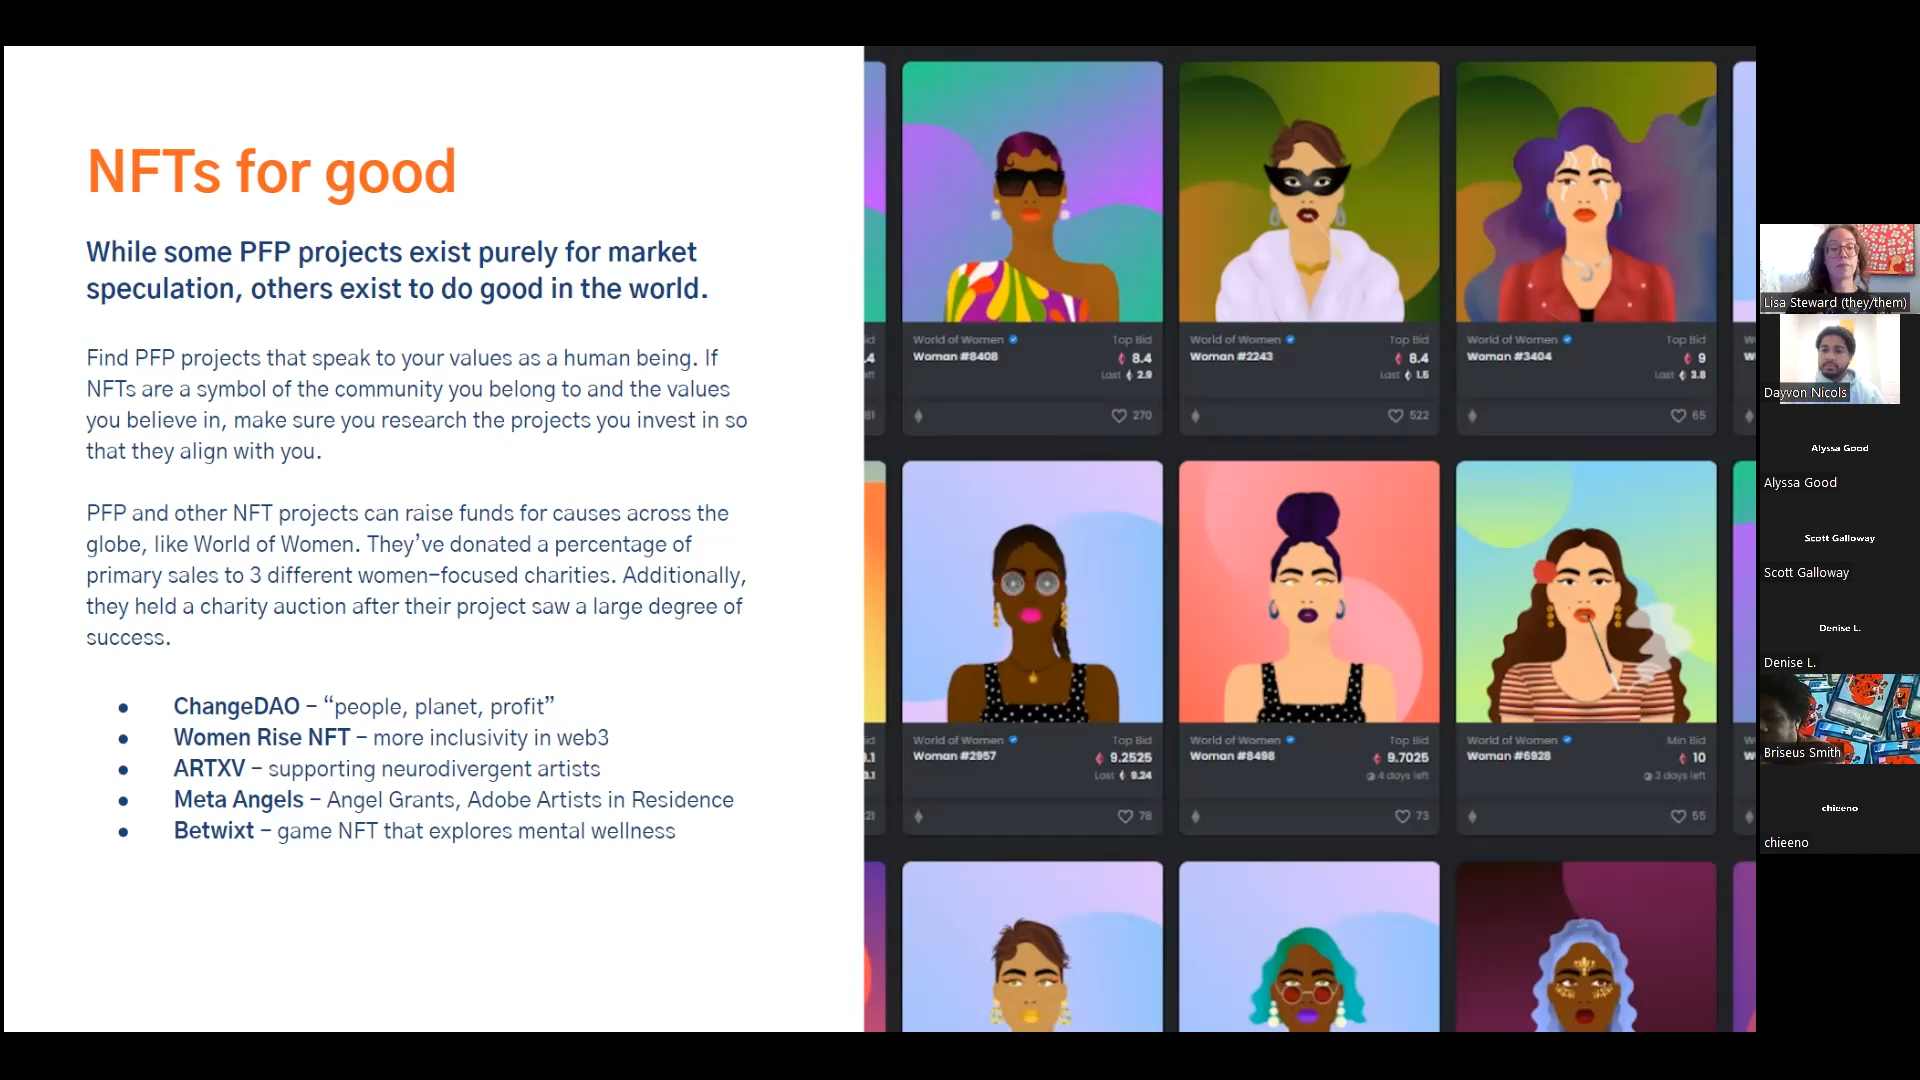 NFTs for good
While some PFP projects exist purely for market
speculation, others exist to do good in the world.
Find PFP projects that speak to your values as a human being. If
NFTs are a symbol of the community you belong to and the values
you believe in, make sure you research the projects you invest in so
that they align with you.
PFP and other NFT projects can raise funds for causes across the
globe, like World of Women. They’ve donated a percentage of
primary sales to 3 different women-focused charities. Additionally,
they held a charity auction after their project saw a large degree of
success.
● ChangeDAO – “people, planet, profit”
● Women Rise NFT – more inclusivity in web3
● ARTXV – supporting neurodivergent artists
● Meta Angels – Angel Grants, Adobe Artists in Residence
● Betwixt – game NFT that explores mental wellness
World of Women Top Bid
Woman #8408 8.4
Last 2.9
270
World of Women Top Bid
Woman #2243 8.4
Last 1.5
522
World of Women Top Bid
Woman #3404 9
Last 3.8
65
World of Women Top Bid
Woman #2957 9.2525
Last 9.24
78
World of Women Top Bid
Woman #8498 9.7025
4 days left
73
World of Women Min Bid
Woman #6928 10
3 days left
55
Lisa Steward (they/them)
Dayvon Nicols
Alyssa Good
Alyssa Good
Scott Galloway
Scott Galloway
Denise L.
Denise L.
Briseus Smith
chieeno
chieeno